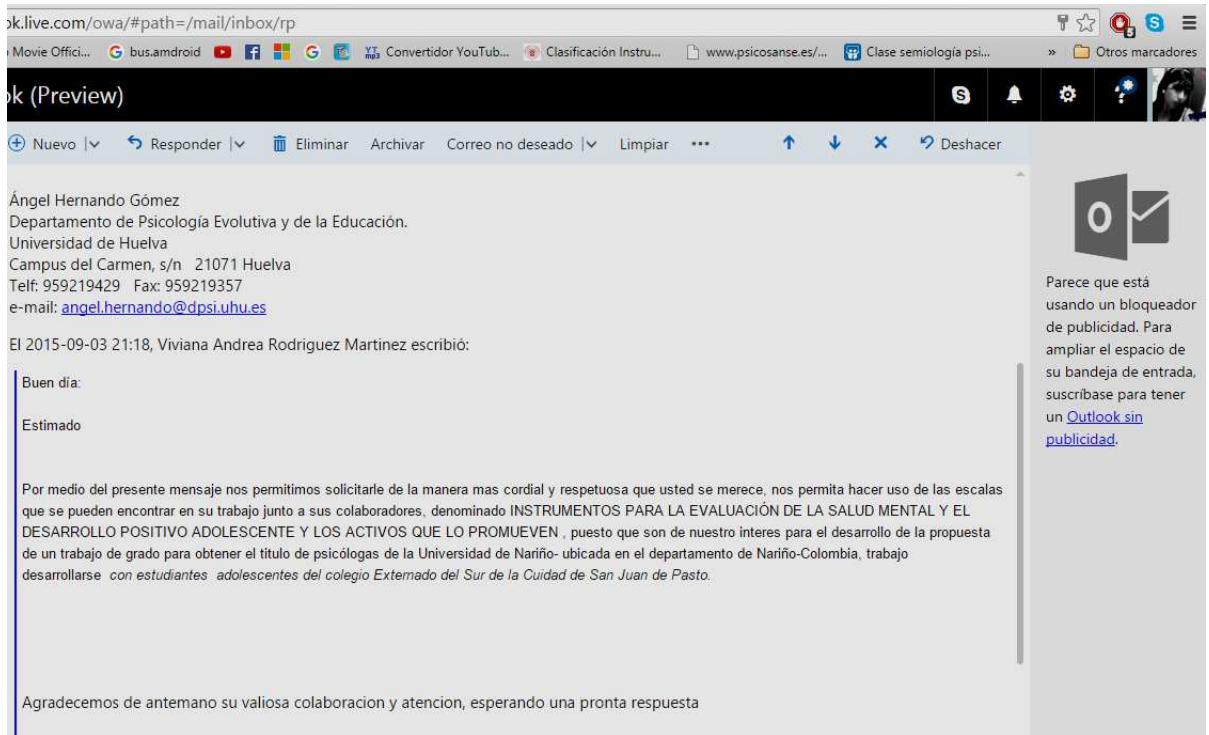 ok.live.com/owa/#path=/mail/inbox/rp
Movie Offici... bus.amdroid Convertidor YouTub... Clasificación Instru... www.psicosanse.es/... Clase semiología psi... » Otros marcadores
ok (Preview)
Nuevo Responder Eliminar Archivar Correo no deseado Limpiar ... Deshacer
Ángel Hernando Gómez
Departamento de Psicología Evolutiva y de la Educación.
Universidad de Huelva
Campus del Carmen, s/n 21071 Huelva
Telf: 959219429 Fax: 959219357
e-mail: angel.hernando@dpsi.uhu.es
El 2015-09-03 21:18, Viviana Andrea Rodriguez Martinez escribió:
Buen día:
Estimado
Por medio del presente mensaje nos permitimos solicitarle de la manera mas cordial y respetuosa que usted se merece, nos permita hacer uso de las escalas
que se pueden encontrar en su trabajo junto a sus colaboradores, denominado INSTRUMENTOS PARA LA EVALUACIÓN DE LA SALUD MENTAL Y EL
DESARROLLO POSITIVO ADOLESCENTE Y LOS ACTIVOS QUE LO PROMUEVEN , puesto que son de nuestro interes para el desarrollo de la propuesta
de un trabajo de grado para obtener el titulo de psicólogas de la Universidad de Nariño- ubicada en el departamento de Nariño-Colombia, trabajo
desarrollarse con estudiantes adolescentes del colegio Externado del Sur de la Cuidad de San Juan de Pasto.
Agradecemos de antemano su valiosa colaboracion y atencion, esperando una pronta respuesta
Parece que está
usando un bloqueador
de publicidad. Para
ampliar el espacio de
su bandeja de entrada,
suscríbase para tener
un Outlook sin
publicidad.